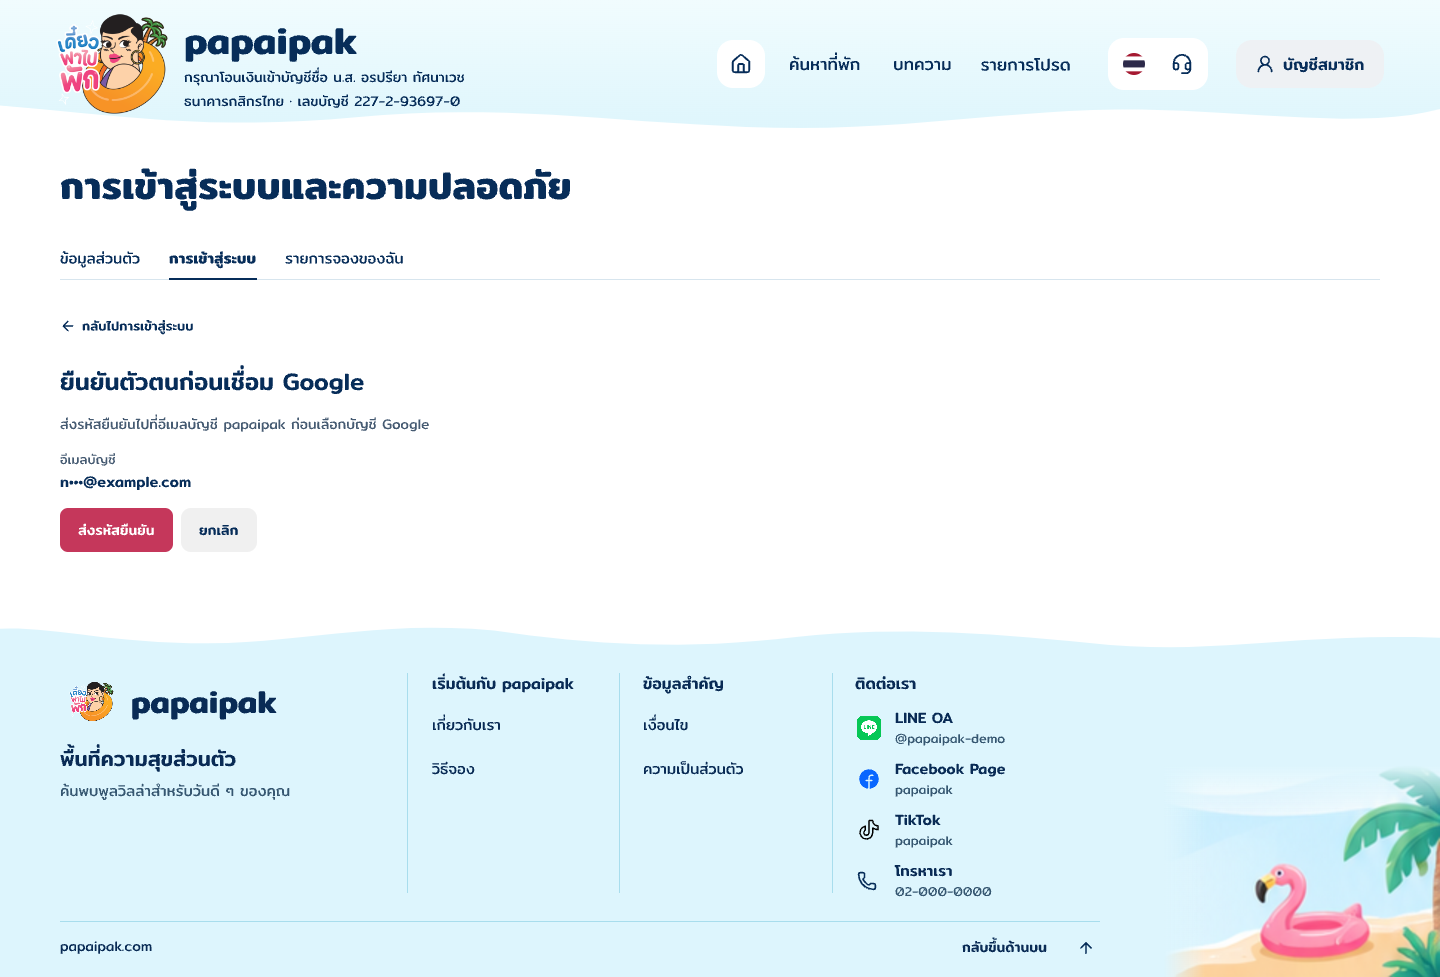 เดี๋ยว
พาไป
พัก
papaipak
กรุณาโอนเงินเข้าบัญชีชื่อ น.ส. อรปรียา ทัศนาเวช
ธนาคารกสิกรไทย · เลขบัญชี 227-2-93697-0
ค้นหาที่พัก
บทความ
รายการโปรด
บัญชีสมาชิก
การเข้าสู่ระบบและความปลอดภัย
ข้อมูลส่วนตัว
การเข้าสู่ระบบ
รายการจองของฉัน
กลับไปการเข้าสู่ระบบ
ยืนยันตัวตนก่อนเชื่อม Google
ส่งรหัสยืนยันไปที่อีเมลบัญชี papaipak ก่อนเลือกบัญชี Google
อีเมลบัญชี
n•••@example.com
ส่งรหัสยืนยัน
ยกเลิก
เดี๋ยว
พาไป
พัก
papaipak
พื้นที่ความสุขส่วนตัว
ค้นพบพูลวิลล่าสำหรับวันดี ๆ ของคุณ
เริ่มต้นกับ papaipak
เกี่ยวกับเรา
วิธีจอง
ข้อมูลสำคัญ
เงื่อนไข
ความเป็นส่วนตัว
ติดต่อเรา
LINE
LINE OA
@papaipak-demo
Facebook Page
papaipak
TikTok
papaipak
โทรหาเรา
02-000-0000
papaipak.com
กลับขึ้นด้านบน